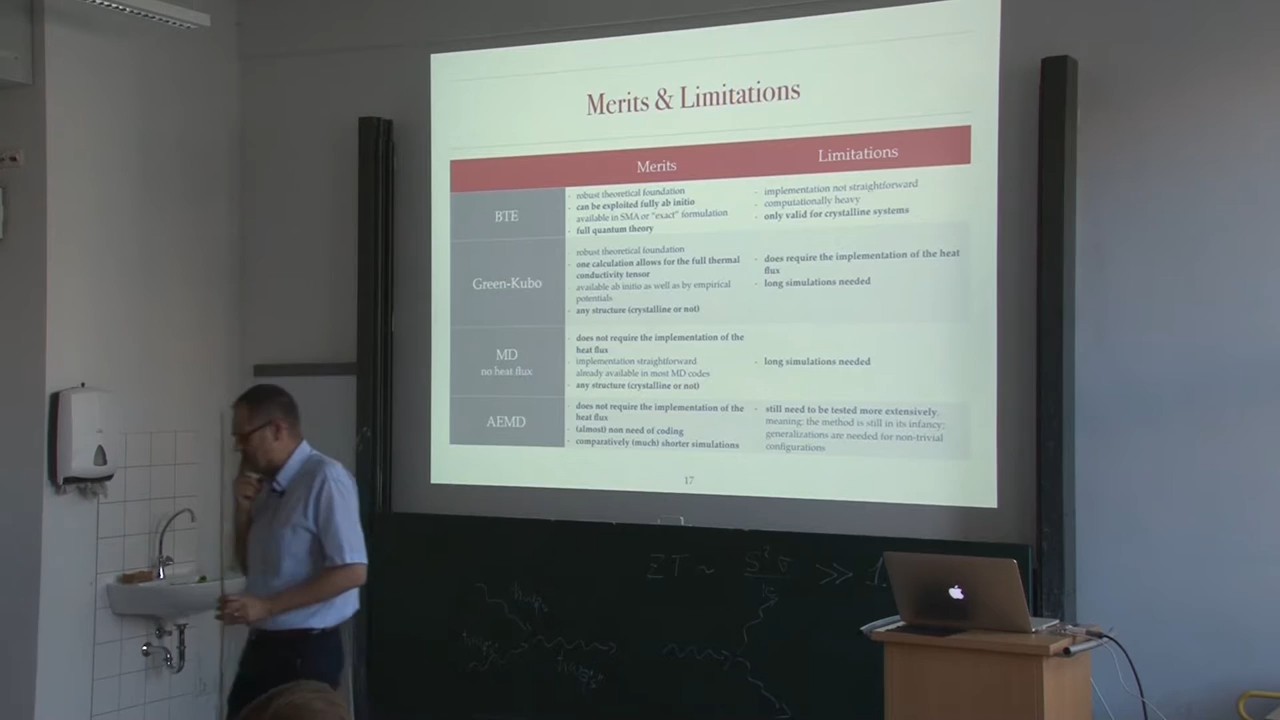 Merits & Limitations
Merits
Limitations
BTE
- robust theoretical foundation
- can be exploited fully ab initio
available in SMA or “exact” formulation
- full quantum theory
- implementation not straightforward
- computationally heavy
- only valid for crystalline systems
Green-Kubo
robust theoretical foundation
- one calculation allows for the full thermal
conductivity tensor
available ab initio as well as by empirical
potentials
- any structure (crystalline or not)
- does require the implementation of the heat
flux
- long simulations needed
MD
no heat flux
- does not require the implementation of the
heat flux
- implementation straightforward
already available in most MD codes
- any structure (crystalline or not)
- long simulations needed
AEMD
- does not require the implementation of the
heat flux
- (almost) non need of coding
- comparatively (much) shorter simulations
- still need to be tested more extensively,
meaning: the method is still in its infancy;
generalizations are needed for non-trivial
configurations
17
ZT ~ S²σ >> 1